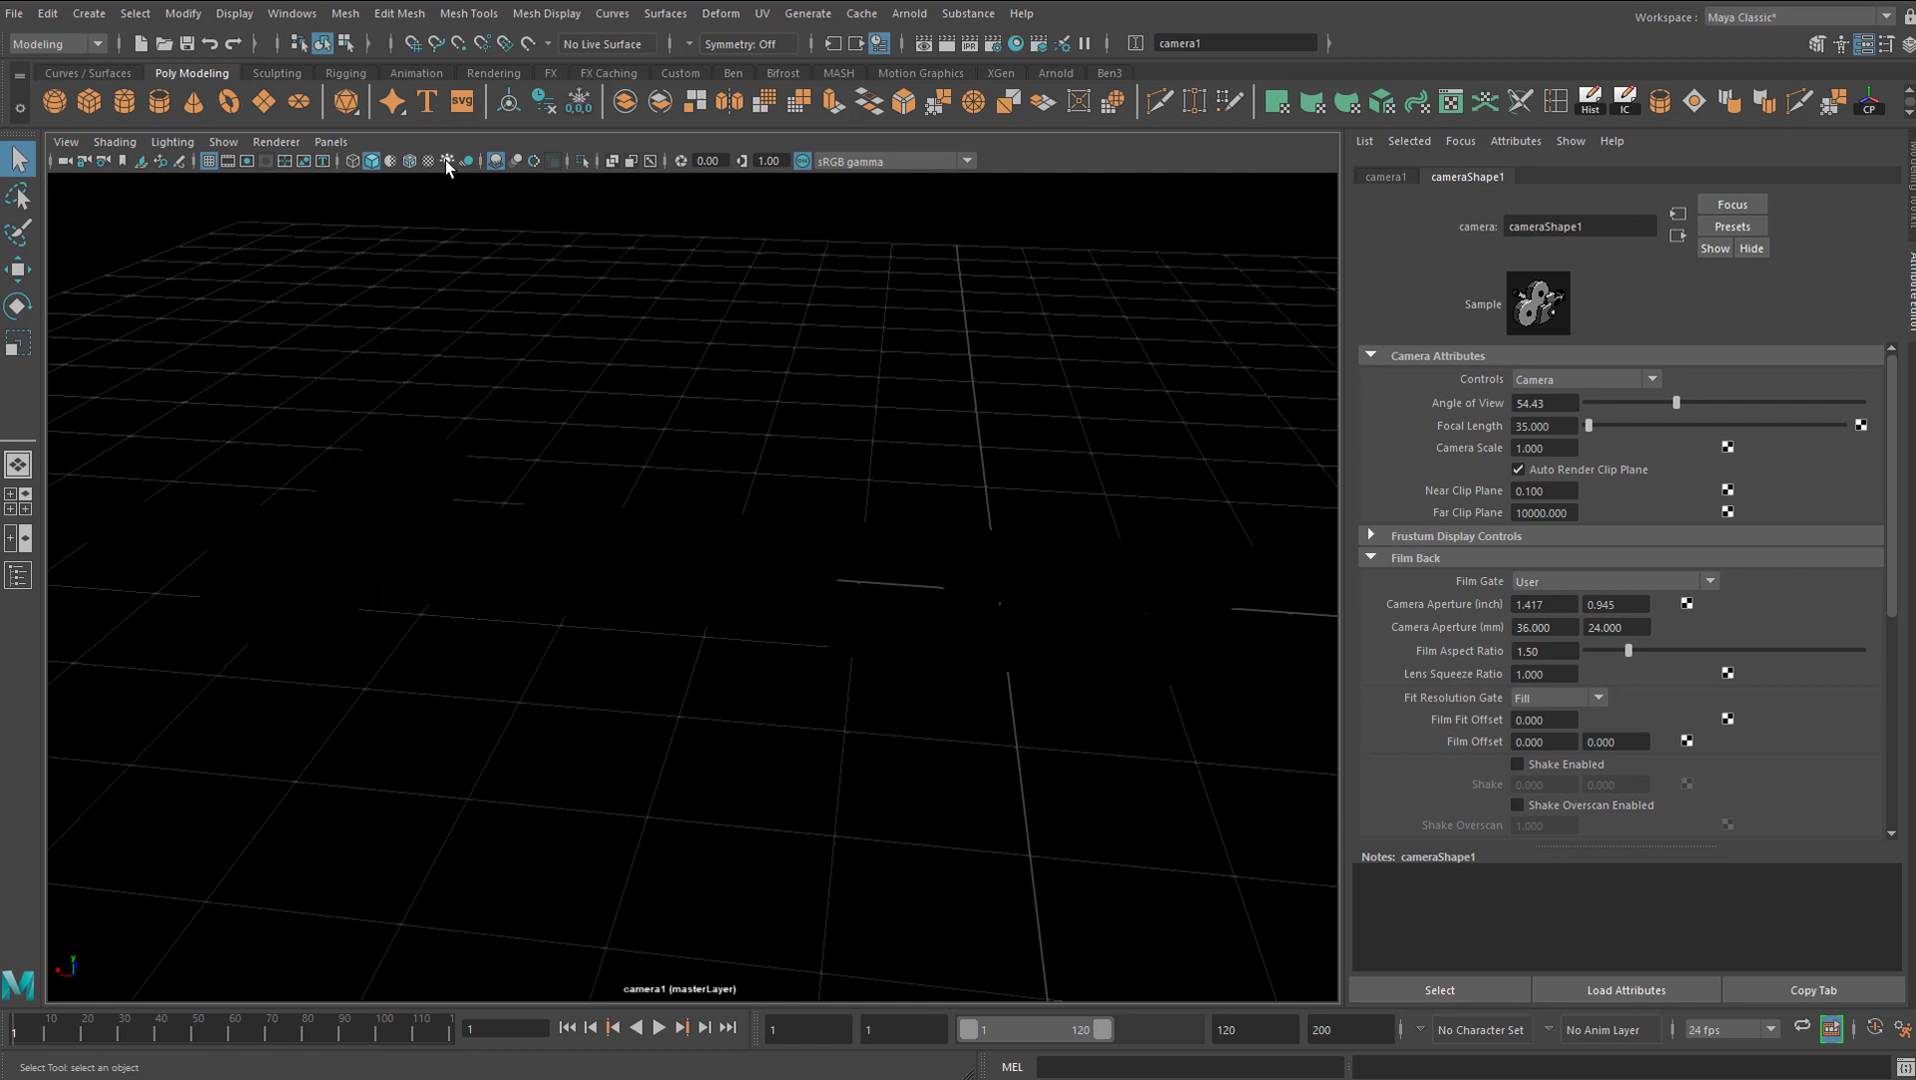 File Edit Create Select Modify Display Windows Mesh Edit Mesh Mesh Tools Mesh Display Curves Surfaces Deform UV Generate Cache Arnold Substance Help
Workspace : Maya Classic*
Modeling No Live Surface Symmetry: Off camera1
Curves / Surfaces Poly Modeling Sculpting Rigging Animation Rendering FX FX Caching Custom Ben Bifrost MASH Motion Graphics XGen Arnold Ben3
T svg Hist IC CP
View Shading Lighting Show Renderer Panels
0.00 1.00 ON sRGB gamma
camera1 (masterLayer)
y
x
List Selected Focus Attributes Show Help
camera1 cameraShape1
camera: cameraShape1
Focus
Presets
Show Hide
Sample
Camera Attributes
Controls Camera
Angle of View 54.43
Focal Length 35.000
Camera Scale 1.000
Auto Render Clip Plane
Near Clip Plane 0.100
Far Clip Plane 10000.000
Frustum Display Controls
Film Back
Film Gate User
Camera Aperture (inch) 1.417 0.945
Camera Aperture (mm) 36.000 24.000
Film Aspect Ratio 1.50
Lens Squeeze Ratio 1.000
Fit Resolution Gate Fill
Film Fit Offset 0.000
Film Offset 0.000 0.000
Shake Enabled
Shake 0.000 0.000
Shake Overscan Enabled
Shake Overscan 1.000
Notes: cameraShape1
Select Load Attributes Copy Tab
Attribute Editor
1 10 20 30 40 50 60 70 80 90 100 110 1
1 1 1 120 120 200 No Character Set No Anim Layer 24 fps
Select Tool: select an object
MEL